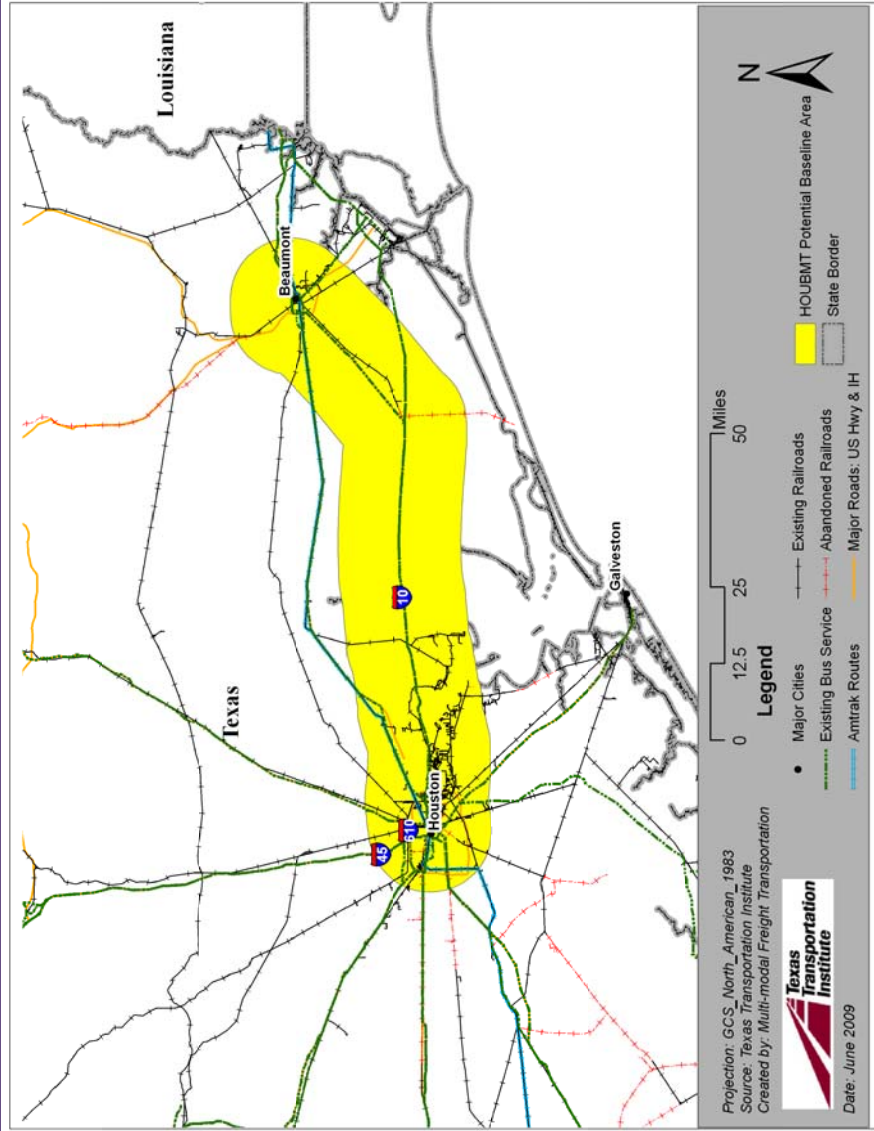 Louisiana
Beaumont
Texas
10
45
610
Houston
Galveston
Legend
0 12.5 25 50 Miles
Major Cities
Existing Bus Service
Amtrak Routes
Existing Railroads
Abandoned Railroads
Major Roads: US Hwy & IH
HOUBMT Potential Baseline Area
State Border
N
Projection: GCS_North_American_1983
Source: Texas Transportation Institute
Created by: Multi-modal Freight Transportation
Texas
Transportation
Institute
Date: June 2009